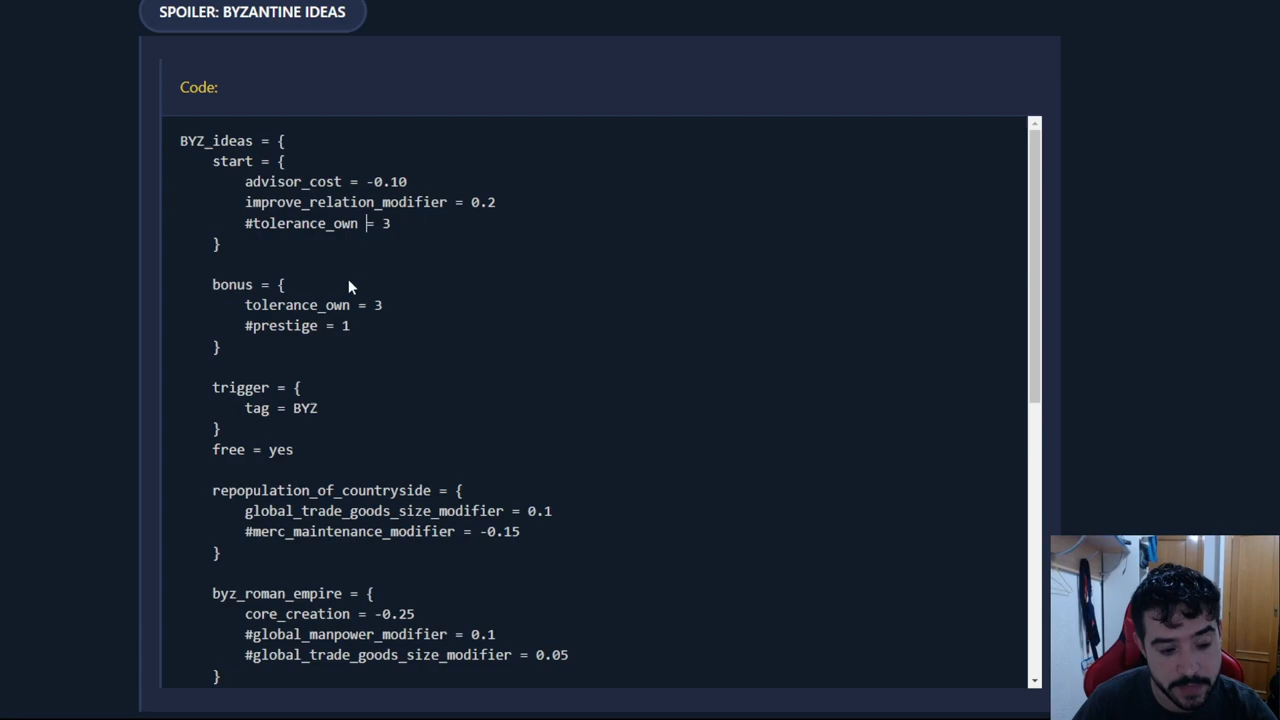 SPOILER: BYZANTINE IDEAS
Code:
BYZ_ideas = {
start = {
advisor_cost = -0.10
improve_relation_modifier = 0.2
#tolerance_own = 3
}
bonus = {
tolerance_own = 3
#prestige = 1
}
trigger = {
tag = BYZ
}
free = yes
repopulation_of_countryside = {
global_trade_goods_size_modifier = 0.1
#merc_maintenance_modifier = -0.15
}
byz_roman_empire = {
core_creation = -0.25
#global_manpower_modifier = 0.1
#global_trade_goods_size_modifier = 0.05
}